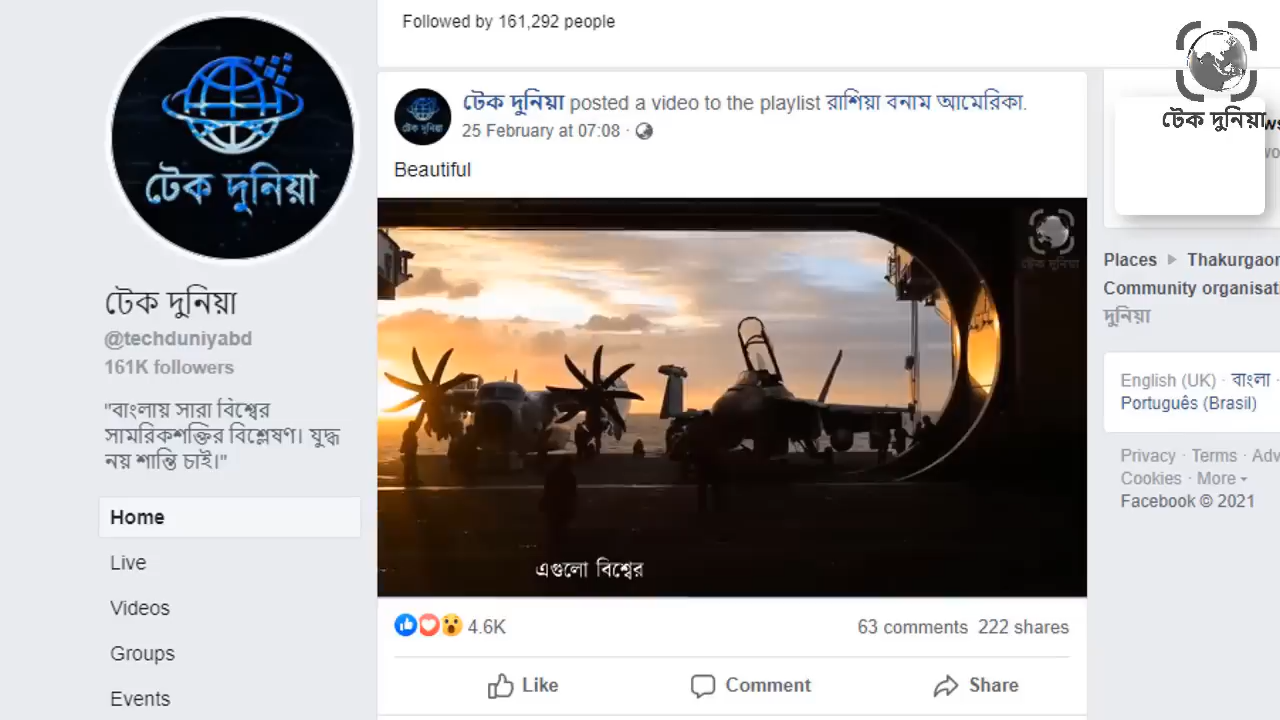 Followed by 161,292 people
টেক দুনিয়া
টেক দুনিয়া
@techduniyabd
161K followers
"বাংলায় সারা বিশ্বের
সামরিকশক্তির বিশ্লেষণ। যুদ্ধ
নয় শান্তি চাই।"
Home
Live
Videos
Groups
Events
টেক দুনিয়া posted a video to the playlist রাশিয়া বনাম আমেরিকা.
25 February at 07:08 ·
Beautiful
টেক দুনিয়া
এগুলো বিশ্বের
4.6K
63 comments 222 shares
Like Comment Share
টেক দুনিয়া
Places Thakurgaon
Community organisati
দুনিয়া
English (UK) · বাংলা ·
Português (Brasil)
Privacy · Terms · Adv
Cookies · More
Facebook © 2021